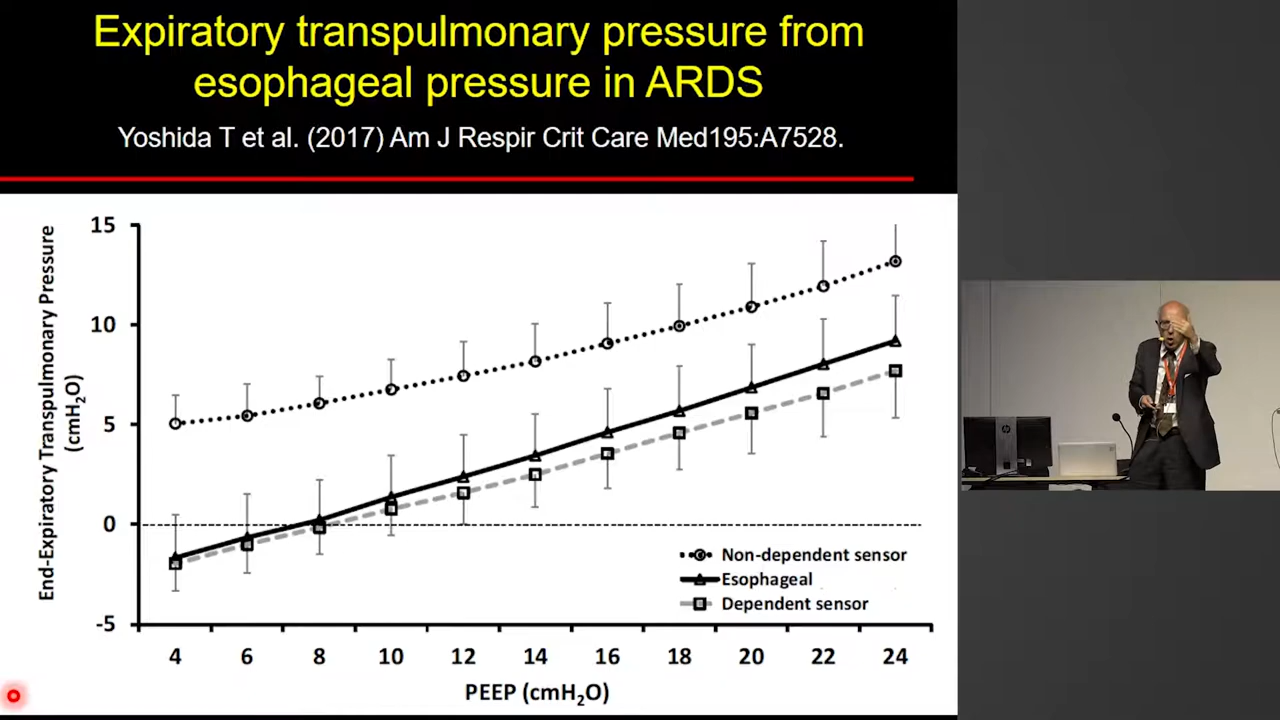 Expiratory transpulmonary pressure from
esophageal pressure in ARDS
Yoshida T et al. (2017) Am J Respir Crit Care Med195:A7528.
End-Expiratory Transpulmonary Pressure
(cmH₂O)
15
10
5
0
-5
Non-dependent sensor
Esophageal
Dependent sensor
4 6 8 10 12 14 16 18 20 22 24
PEEP (cmH₂O)
hp